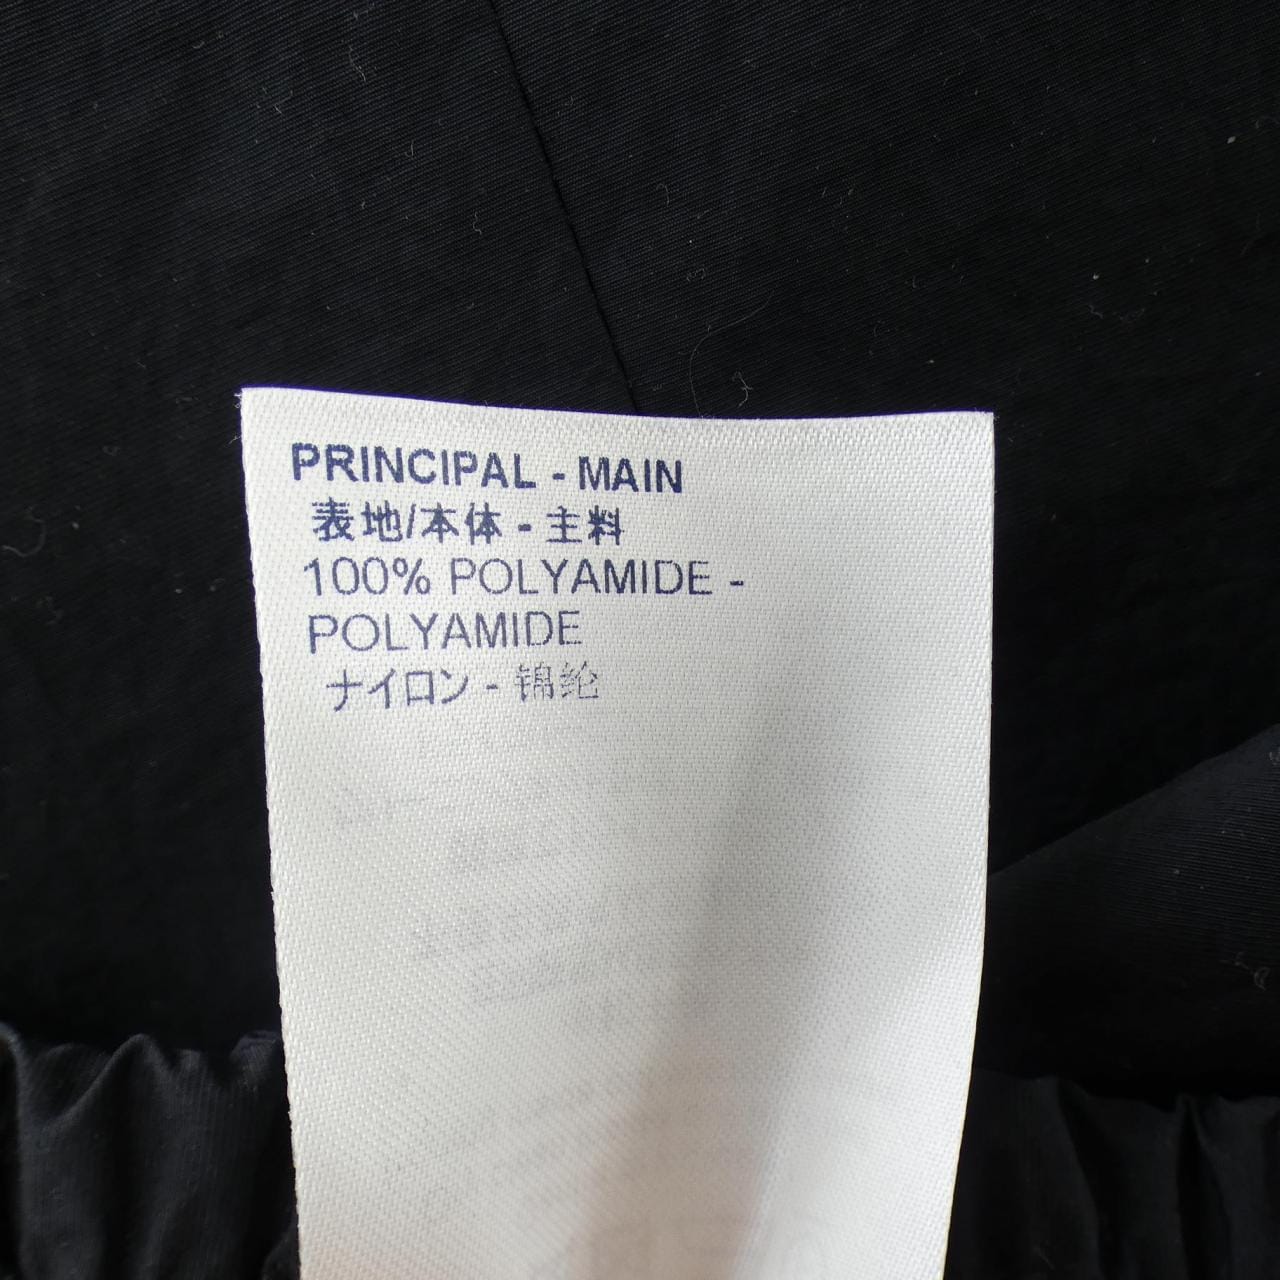 PRINCIPAL - MAIN
表地/本体 - 主料
100% POLYAMIDE -
POLYAMIDE
ナイロン - 锦纶